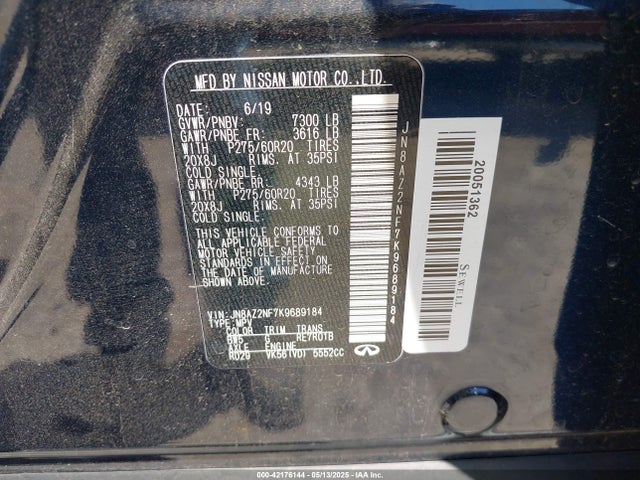 MFD BY NISSAN MOTOR CO.,LTD.
DATE: 6/19
GVWR/PNBV: 7300 LB
GAWR/PNBE FR: 3616 LB
WITH P275/60R20 TIRES
20X8J RIMS. AT 35PSI
COLD SINGLE.
GAWR/PNBE RR: 4343 LB
WITH P275/60R20 TIRES
20X8J RIMS. AT 35PSI
COLD SINGLE.
THIS VEHICLE CONFORMS TO
ALL APPLICABLE FEDERAL
MOTOR VEHICLE SAFETY
STANDARDS IN EFFECT ON
THE DATE OF MANUFACTURE
SHOWN ABOVE.
VIN: JN8AZ2NF7K9689184
TYPE: MPV
COLOR TRIM TRANS
BW5 G RE7R01B
AXLE ENGINE
RD29 VK56(VD) 5552CC
INFINITI
JN8AZ2NF7K9689184
20051362
SEWELL
000-42176144 - 05/13/2025 - IAA Inc.